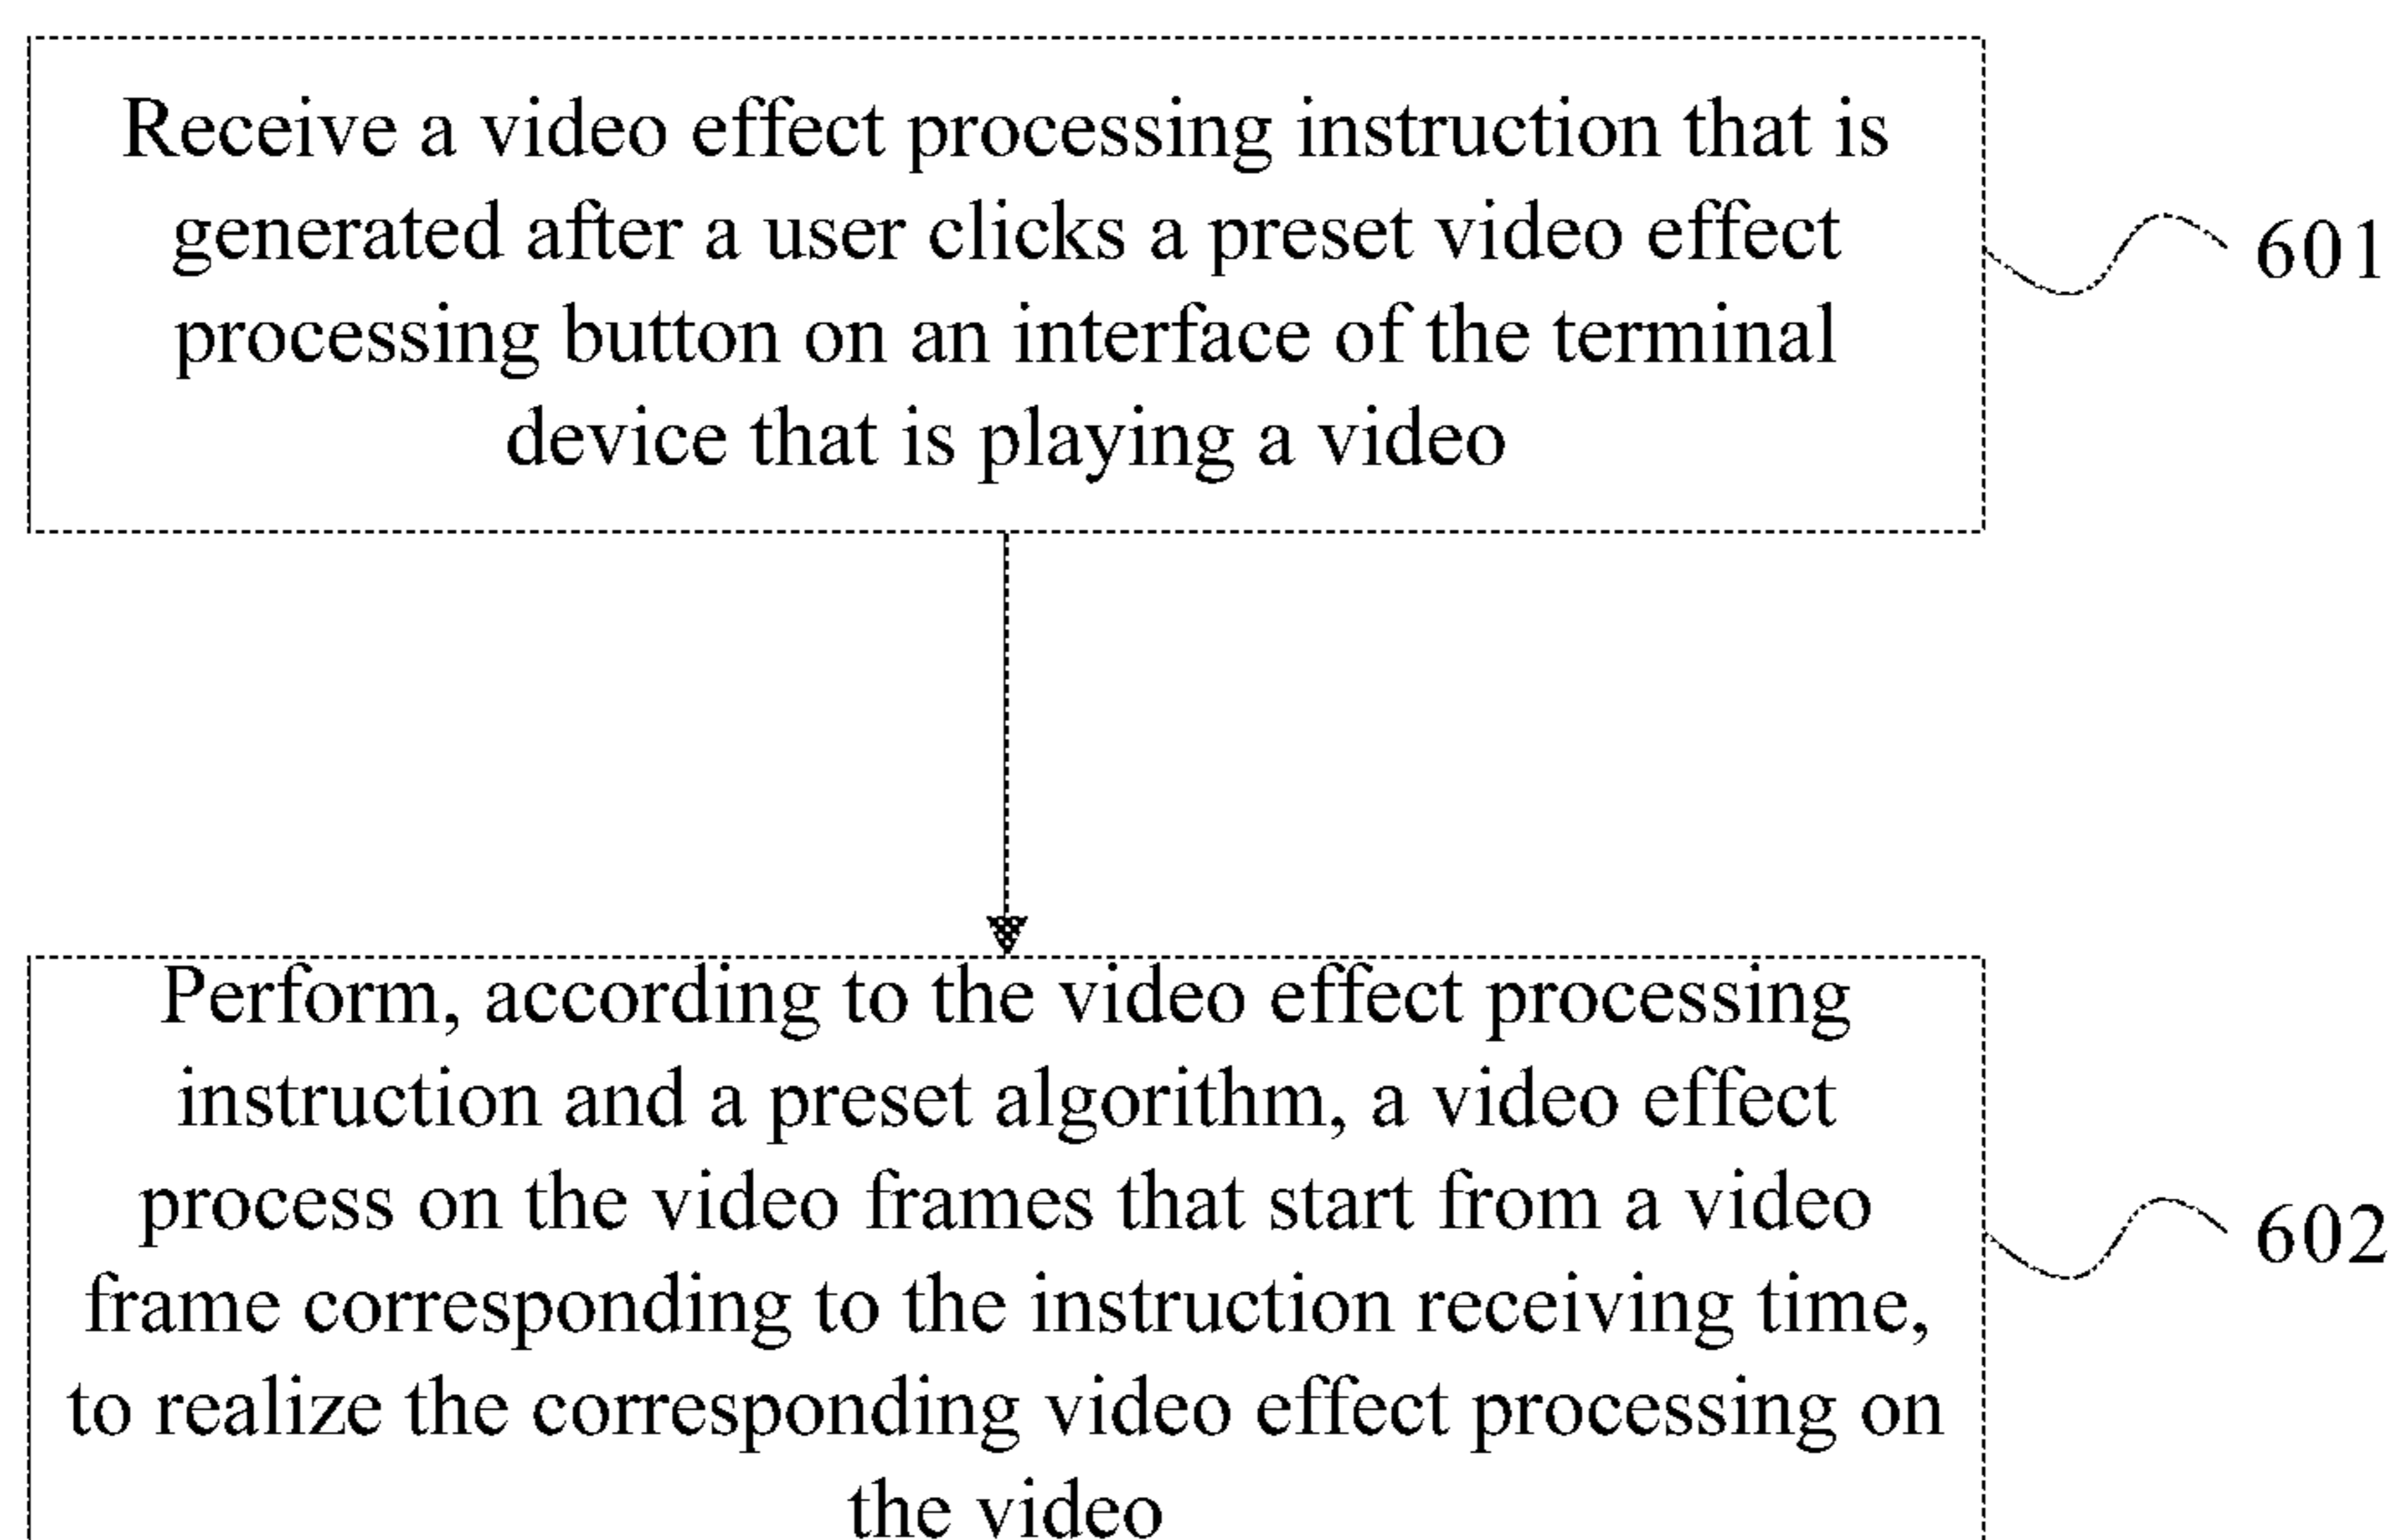 Receive a video effect processing instruction that is
generated after a user clicks a preset video effect
processing button on an interface of the terminal
device that is playing a video
601
Perform, according to the video effect processing
instruction and a preset algorithm, a video effect
process on the video frames that start from a video
frame corresponding to the instruction receiving time,
to realize the corresponding video effect processing on
the video
602